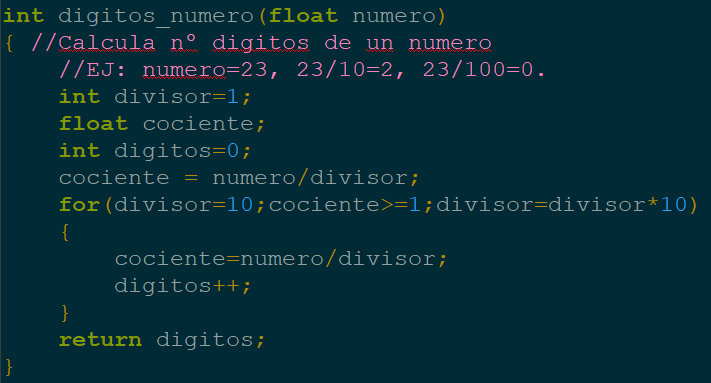 int digitos_numero(float numero)
{ //Calcula nº digitos de un numero
//EJ: numero=23, 23/10=2, 23/100=0.
int divisor=1;
float cociente;
int digitos=0;
cociente = numero/divisor;
for(divisor=10;cociente>=1;divisor=divisor*10)
{
cociente=numero/divisor;
digitos++;
}
return digitos;
}